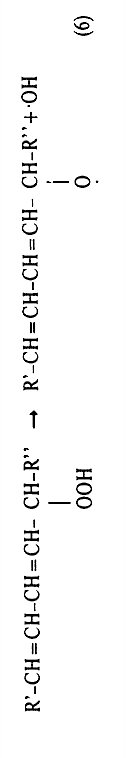 R'-CH=CH-CH=CH- CH-R'' → R'-CH=CH-CH=CH- CH-R''+·OH
OOH O· (6)